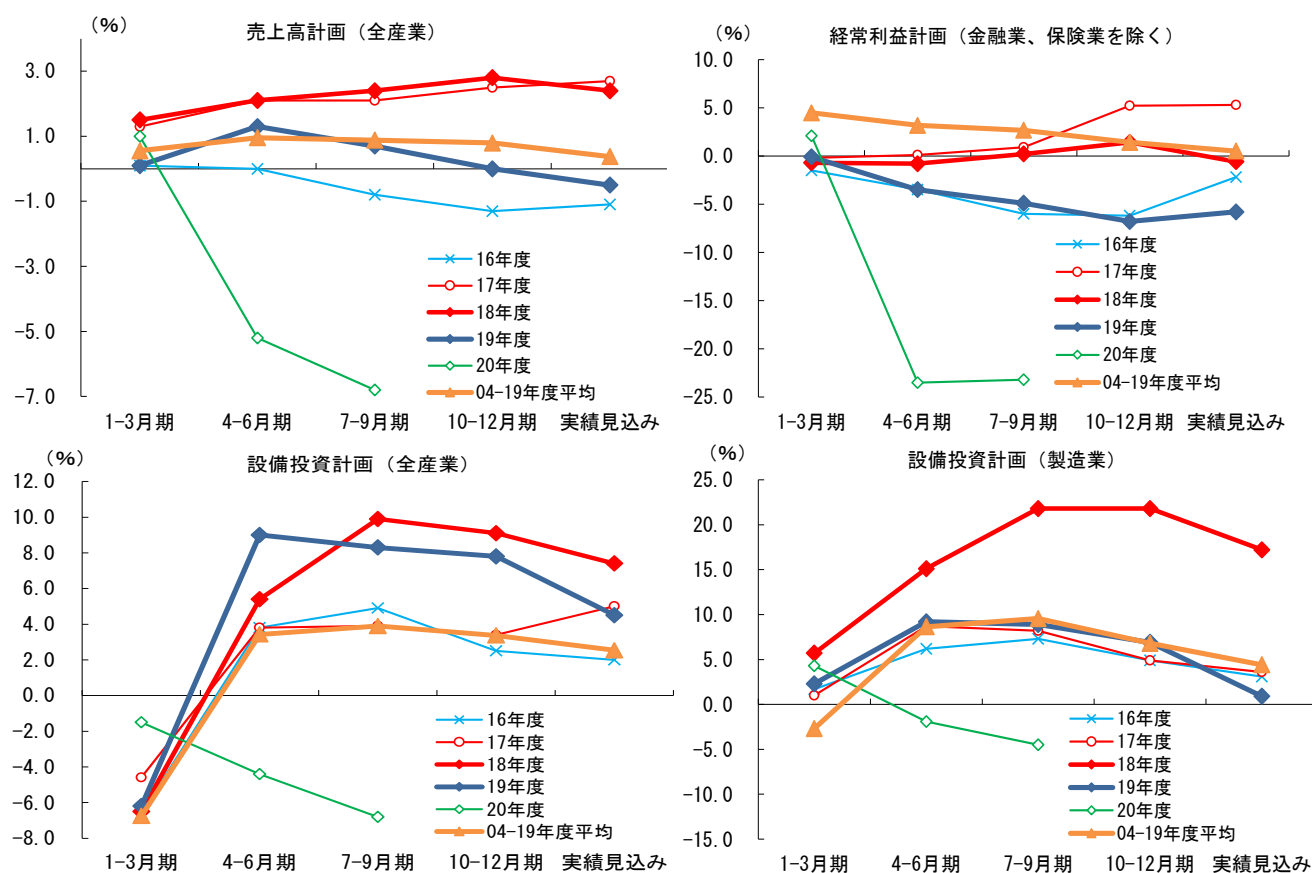 売上高計画（全産業）
（%）
3.0
1.0
-1.0
-3.0
-5.0
-7.0
16年度
17年度
18年度
19年度
20年度
04-19年度平均
1-3月期 4-6月期 7-9月期 10-12月期 実績見込み
経常利益計画（金融業、保険業を除く）
（%）
10.0
5.0
0.0
-5.0
-10.0
-15.0
-20.0
-25.0
16年度
17年度
18年度
19年度
20年度
04-19年度平均
1-3月期 4-6月期 7-9月期 10-12月期 実績見込み
設備投資計画（全産業）
（%）
12.0
10.0
8.0
6.0
4.0
2.0
0.0
-2.0
-4.0
-6.0
-8.0
16年度
17年度
18年度
19年度
20年度
04-19年度平均
1-3月期 4-6月期 7-9月期 10-12月期 実績見込み
設備投資計画（製造業）
（%）
25.0
20.0
15.0
10.0
5.0
0.0
-5.0
-10.0
-15.0
16年度
17年度
18年度
19年度
20年度
04-19年度平均
1-3月期 4-6月期 7-9月期 10-12月期 実績見込み